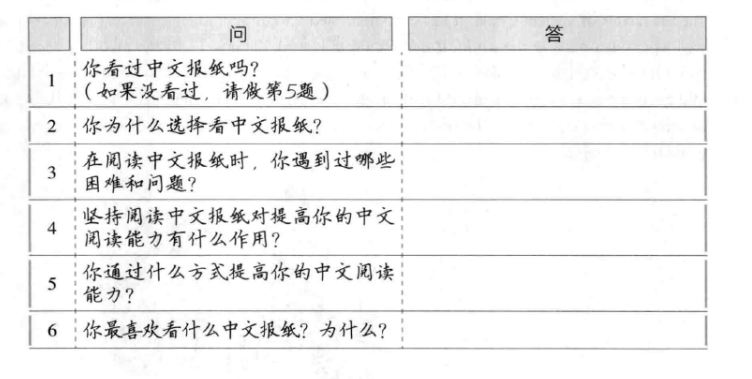 问 答
1 你看过中文报纸吗？
（如果没看过，请做第5题）
2 你为什么选择看中文报纸？
3 在阅读中文报纸时，你遇到过哪些
困难和问题？
4 坚持阅读中文报纸对提高你的中文
阅读能力有什么作用？
5 你通过什么方式提高你的中文阅读
能力？
6 你最喜欢看什么中文报纸？为什么？